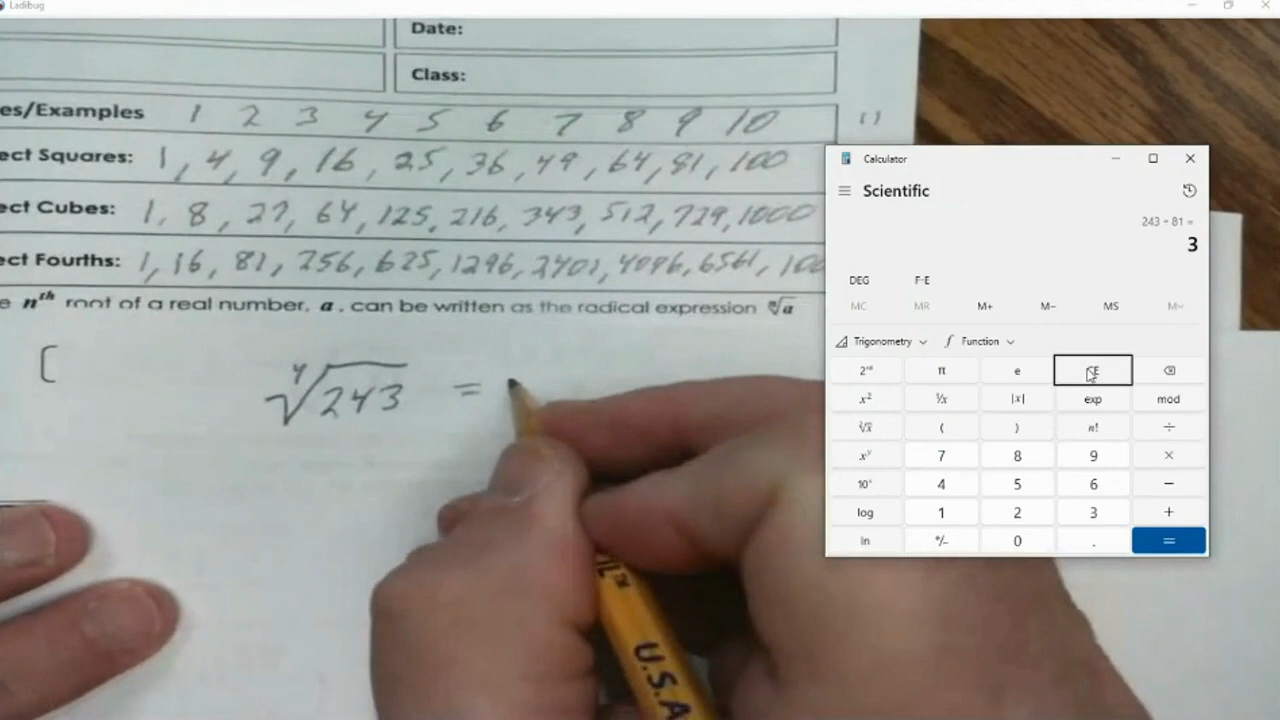 Ladibug
Date:
Class:
es/Examples 1 2 3 4 5 6 7 8 9 10
ect Squares: 1, 4, 9, 16, 25, 36, 49, 64, 81, 100
ect Cubes: 1, 8, 27, 64, 125, 216, 343, 512, 729, 1000
ect Fourths: 1, 16, 81, 256, 625, 1296, 2401, 4096, 6561, 100
e nth root of a real number, a, can be written as the radical expression ⁿ√a
[
⁴√243 =
U.S.A
Calculator
Scientific
243 ÷ 81 =
3
DEG F-E
MC MR M+ M- MS M˅
Trigonometry Function
2ⁿᵈ π e CE ⌫
x² ¹/x |x| exp mod
²√x ( ) n! ÷
xʸ 7 8 9 ×
10ˣ 4 5 6 −
log 1 2 3 +
ln +/- 0 . =